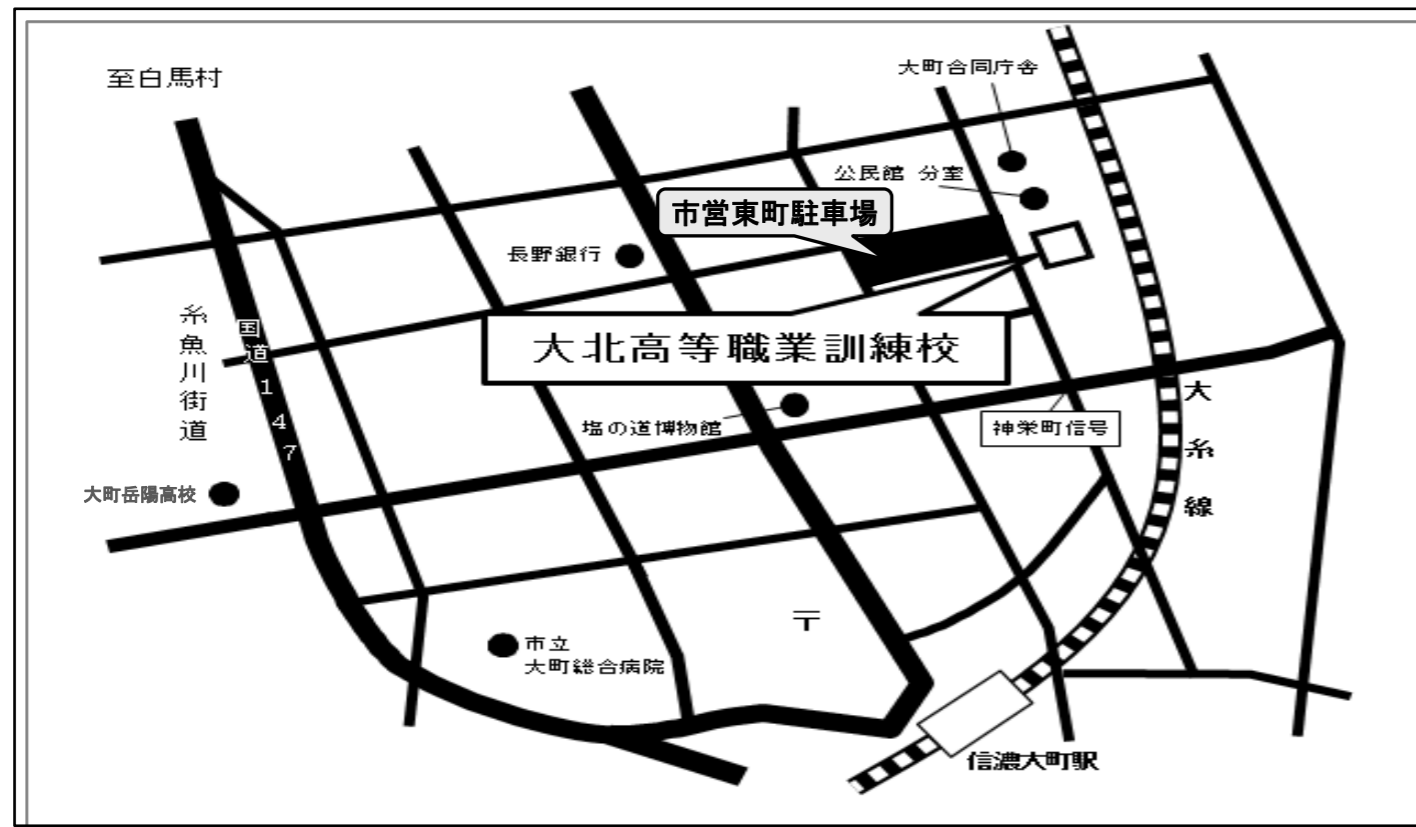 至白馬村
大町合同庁舎
公民館 分室
市営東町駐車場
長野銀行
糸魚川街道
国道147
大北高等職業訓練校
大糸線
塩の道博物館
神栄町信号
大町岳陽高校
〒
市立
大町総合病院
信濃大町駅